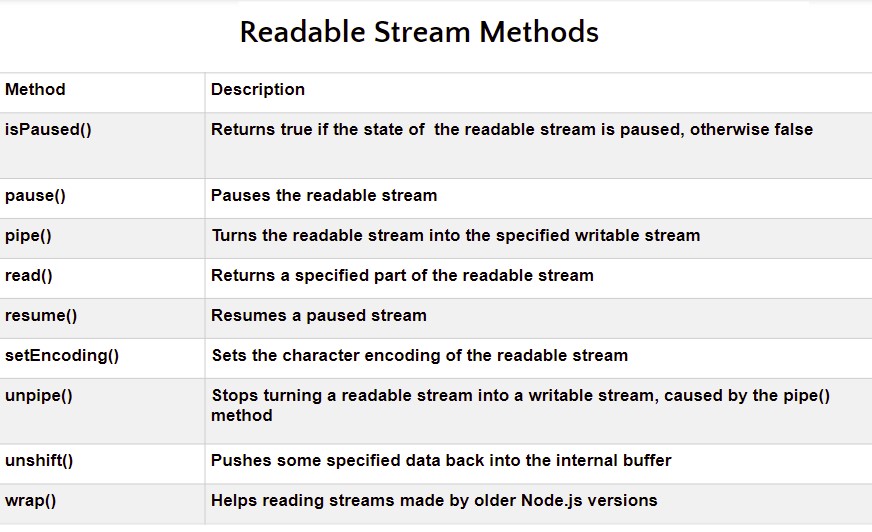 Readable Stream Methods
Method Description
isPaused() Returns true if the state of  the readable stream is paused, otherwise false
pause() Pauses the readable stream
pipe() Turns the readable stream into the specified writable stream
read() Returns a specified part of the readable stream
resume() Resumes a paused stream
setEncoding() Sets the character encoding of the readable stream
unpipe() Stops turning a readable stream into a writable stream, caused by the pipe()
method
unshift() Pushes some specified data back into the internal buffer
wrap() Helps reading streams made by older Node.js versions